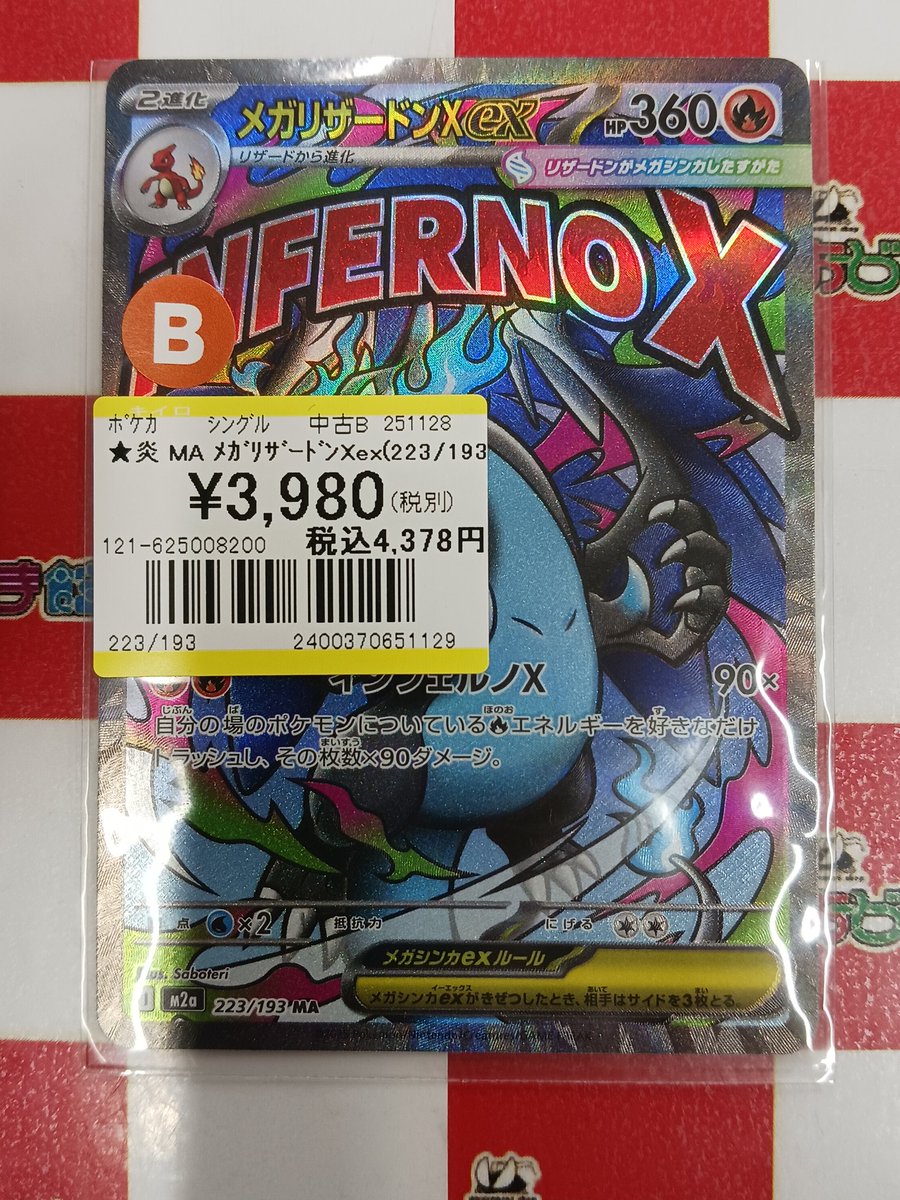 2進化
メガリザードンXex
HP360
リザードから進化
リザードンがメガシンカしたすがた
INFERNO X
B
ポケカ シングル 中古B 251128
★炎 MA メガリザードンXex(223/193
¥3,980(税別)
121-625008200 税込4,378円
223/193 2400370651129
インフェルノX 90×
自分の場のポケモンについているエネルギーを好きなだけ
トラッシュし、その枚数×90ダメージ。
点 ×2 抵抗力 にげる
メガシンカexルール
メガシンカexがきぜつしたとき、相手はサイドを3枚とる。
Illus. Saboteri
m2a 223/193 MA